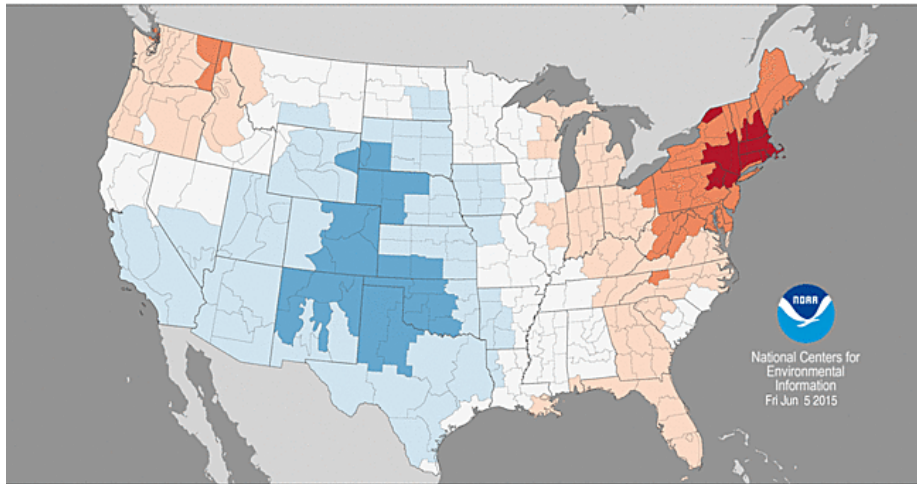 NOAA
National Centers for
Environmental
Information
Fri Jun 5 2015